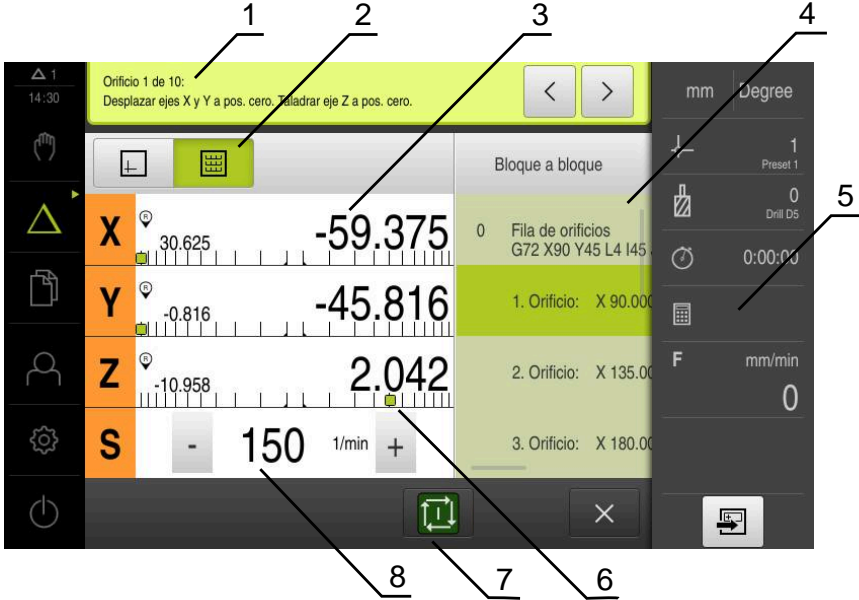 1
2
3
4
1
14:30
Orificio 1 de 10:
Desplazar ejes X y Y a pos. cero. Taladrar eje Z a pos. cero.
<
>
mm Degree
Bloque a bloque
1
Preset 1
0
Drill D5
5
X R 30.625 -59.375
0 Fila de orificios
G72 X90 Y45 L4 I45
0:00:00
Y R -0.816 -45.816
1. Orificio: X 90.000
Z R -10.958 2.042
2. Orificio: X 135.00
F mm/min
0
S - 150 1/min +
3. Orificio: X 180.00
8
7
6